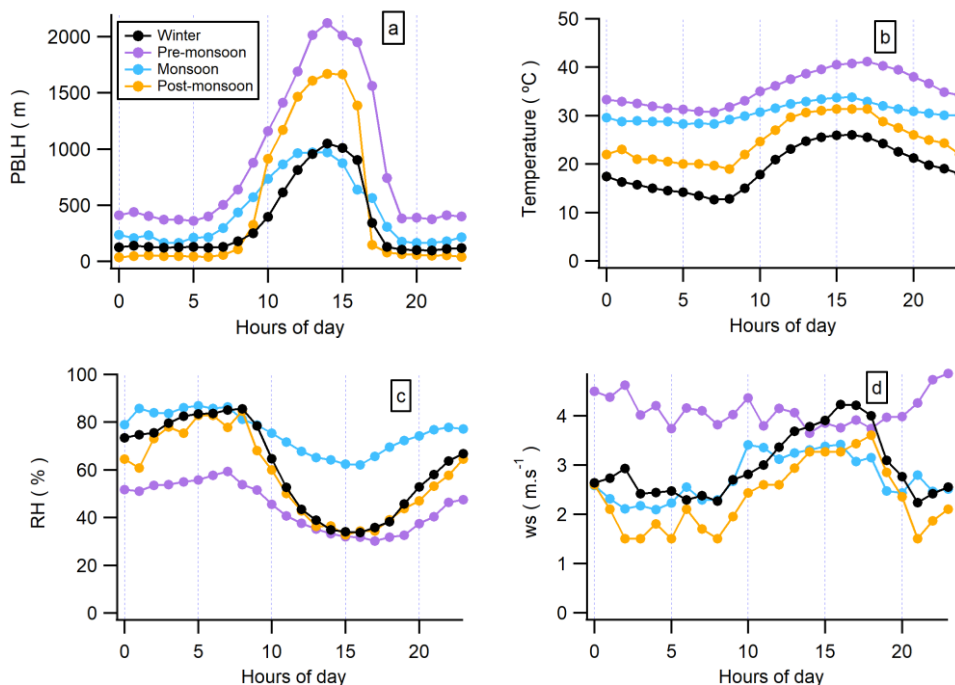 a
PBLH ( m )
2000
1500
1000
500
0
Winter
Pre-monsoon
Monsoon
Post-monsoon
0 5 10 15 20
Hours of day
b
Temperature ( ºC )
50
40
30
20
10
0
0 5 10 15 20
Hours of day
c
RH ( % )
100
80
60
40
20
0
0 5 10 15 20
Hours of day
d
ws ( m.s-1 )
4
3
2
1
0
0 5 10 15 20
Hours of day